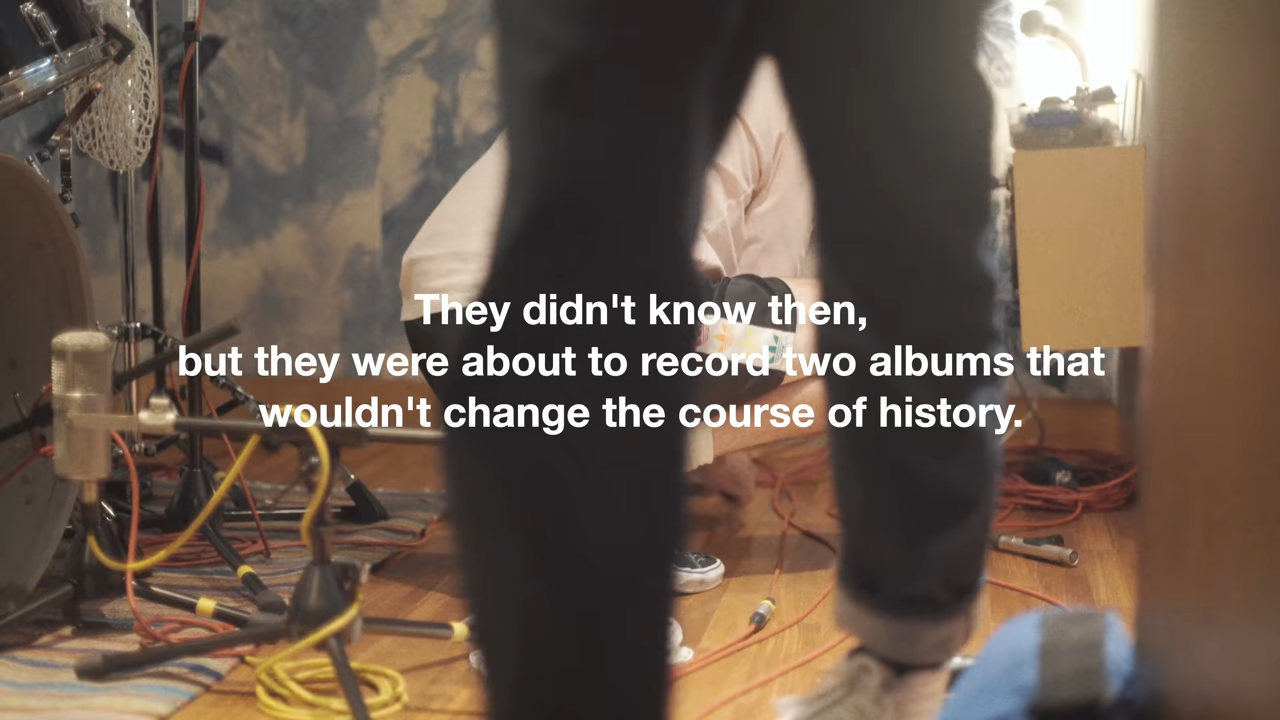 They didn't know then,
but they were about to record two albums that
wouldn't change the course of history.